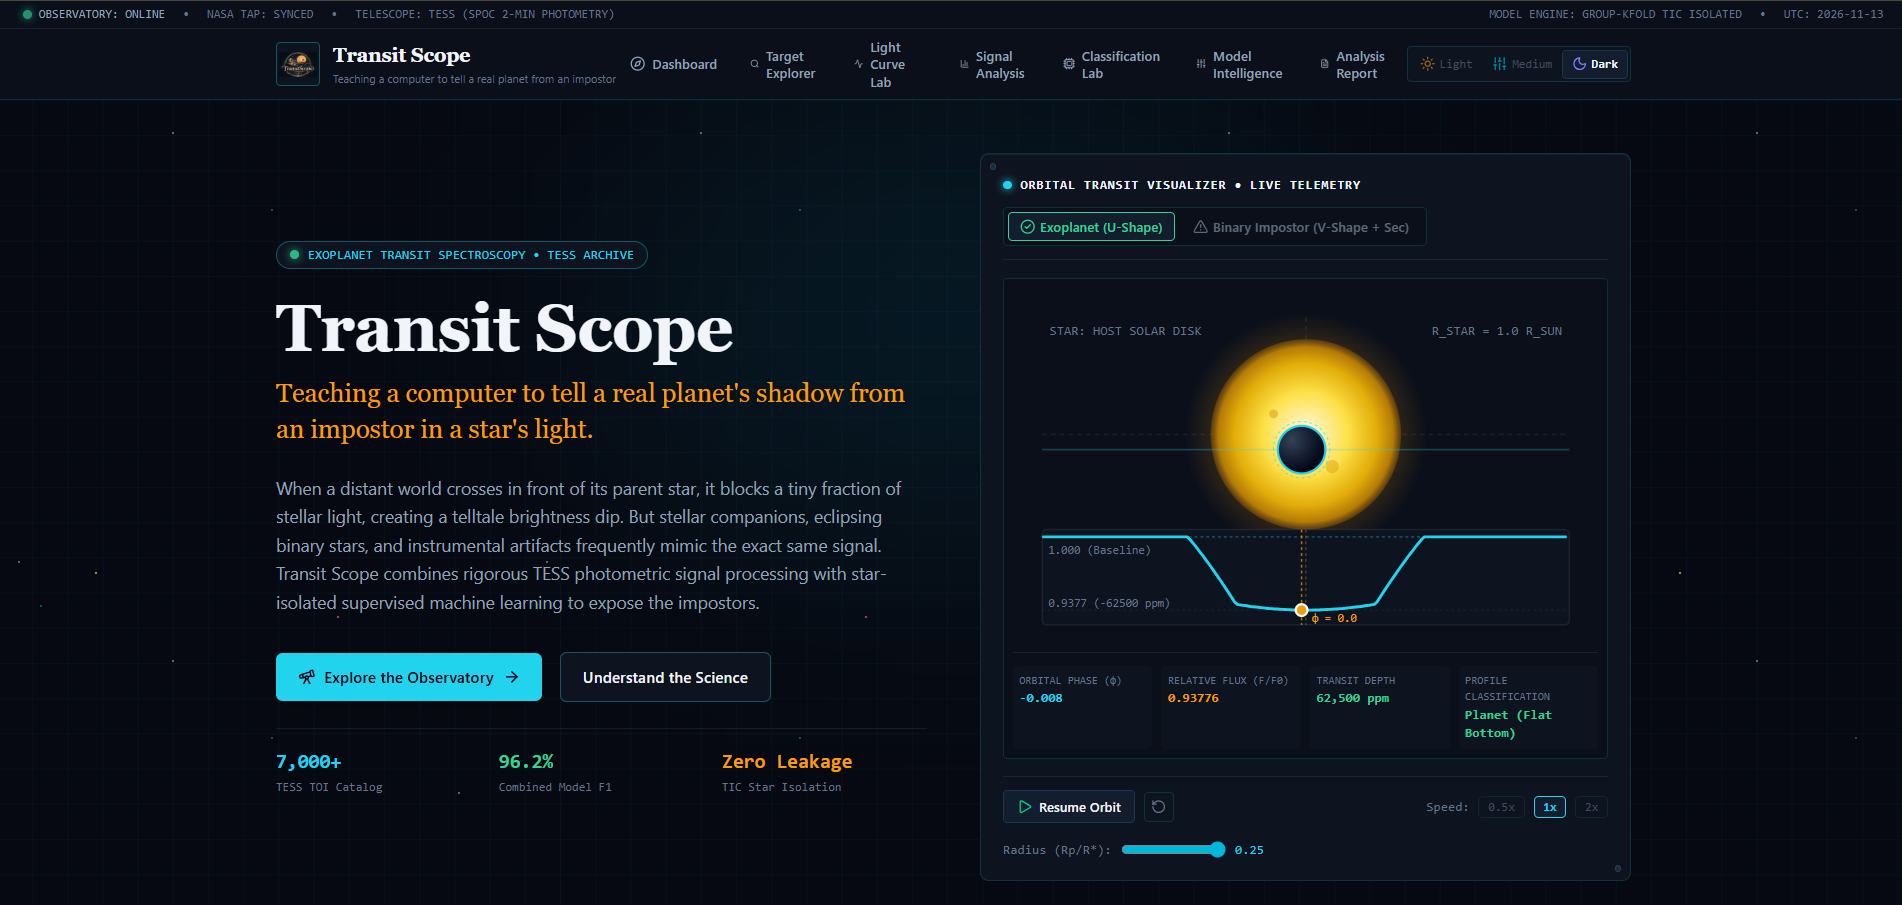 OBSERVATORY: ONLINE • NASA TAP: SYNCED • TELESCOPE: TESS (SPOC 2-MIN PHOTOMETRY)
MODEL ENGINE: GROUP-KFOLD TIC ISOLATED • UTC: 2026-11-13
Transit Scope
Teaching a computer to tell a real planet from an impostor
Dashboard
Target
Explorer
Light
Curve
Lab
Signal
Analysis
Classification
Lab
Model
Intelligence
Analysis
Report
Light
Medium
Dark
EXOPLANET TRANSIT SPECTROSCOPY • TESS ARCHIVE
Transit Scope
Teaching a computer to tell a real planet's shadow from
an impostor in a star's light.
When a distant world crosses in front of its parent star, it blocks a tiny fraction of
stellar light, creating a telltale brightness dip. But stellar companions, eclipsing
binary stars, and instrumental artifacts frequently mimic the exact same signal.
Transit Scope combines rigorous TESS photometric signal processing with star-
isolated supervised machine learning to expose the impostors.
Explore the Observatory →
Understand the Science
7,000+
TESS TOI Catalog
96.2%
Combined Model F1
Zero Leakage
TIC Star Isolation
ORBITAL TRANSIT VISUALIZER • LIVE TELEMETRY
Exoplanet (U-Shape)
Binary Impostor (V-Shape + Sec)
STAR: HOST SOLAR DISK
R_STAR = 1.0 R_SUN
1.000 (Baseline)
0.9377 (-62500 ppm)
ϕ = 0.0
ORBITAL PHASE (ϕ)
-0.008
RELATIVE FLUX (F/F0)
0.93776
TRANSIT DEPTH
62,500 ppm
PROFILE
CLASSIFICATION
Planet (Flat
Bottom)
Resume Orbit
Speed:
0.5x
1x
2x
Radius (Rp/R*):
0.25